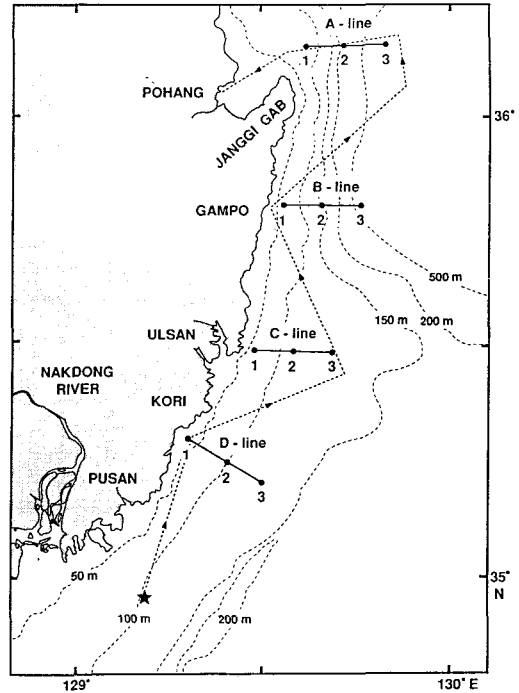 A - line
1 2 3
POHANG
JANGGI GAB
36°
B - line
GAMPO
1 2 3
500 m
ULSAN
C - line
150 m
200 m
1 2 3
NAKDONG
RIVER
KORI
1
D - line
2
3
PUSAN
50 m
35°
N
100 m
200 m
129°
130° E